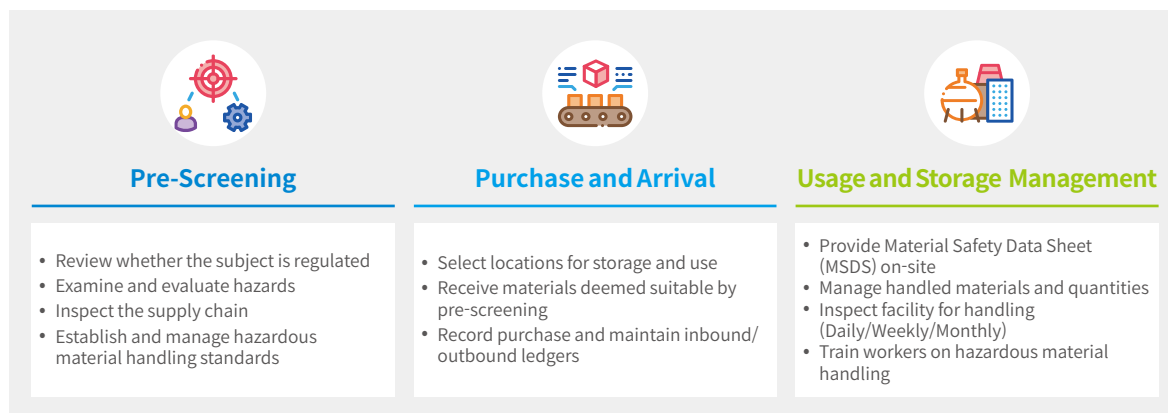 Pre-Screening
• Review whether the subject is regulated
• Examine and evaluate hazards
• Inspect the supply chain
• Establish and manage hazardous
material handling standards
Purchase and Arrival
• Select locations for storage and use
• Receive materials deemed suitable by
pre-screening
• Record purchase and maintain inbound/
outbound ledgers
Usage and Storage Management
• Provide Material Safety Data Sheet
(MSDS) on-site
• Manage handled materials and quantities
• Inspect facility for handling
(Daily/Weekly/Monthly)
• Train workers on hazardous material
handling